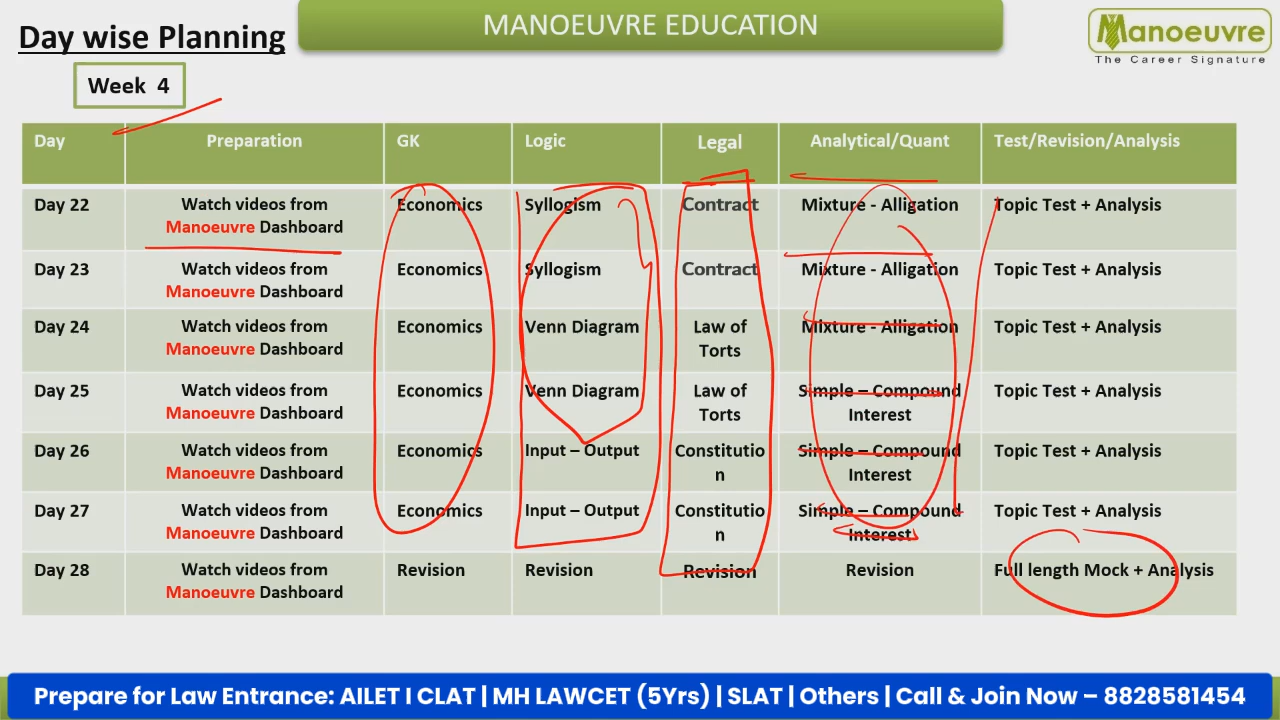 Day wise Planning
MANOEUVRE EDUCATION
Manoeuvre
The Career Signature
Week 4
Day Preparation GK Logic Legal Analytical/Quant Test/Revision/Analysis
Day 22 Watch videos from Manoeuvre Dashboard Economics Syllogism Contract Mixture - Alligation Topic Test + Analysis
Day 23 Watch videos from Manoeuvre Dashboard Economics Syllogism Contract Mixture - Alligation Topic Test + Analysis
Day 24 Watch videos from Manoeuvre Dashboard Economics Venn Diagram Law of Torts Mixture - Alligation Topic Test + Analysis
Day 25 Watch videos from Manoeuvre Dashboard Economics Venn Diagram Law of Torts Simple – Compound Interest Topic Test + Analysis
Day 26 Watch videos from Manoeuvre Dashboard Economics Input – Output Constitutio n Simple – Compound Interest Topic Test + Analysis
Day 27 Watch videos from Manoeuvre Dashboard Economics Input – Output Constitutio n Simple – Compound Interest Topic Test + Analysis
Day 28 Watch videos from Manoeuvre Dashboard Revision Revision Revision Revision Full length Mock + Analysis
Prepare for Law Entrance: AILET I CLAT | MH LAWCET (5Yrs) | SLAT | Others | Call & Join Now – 8828581454